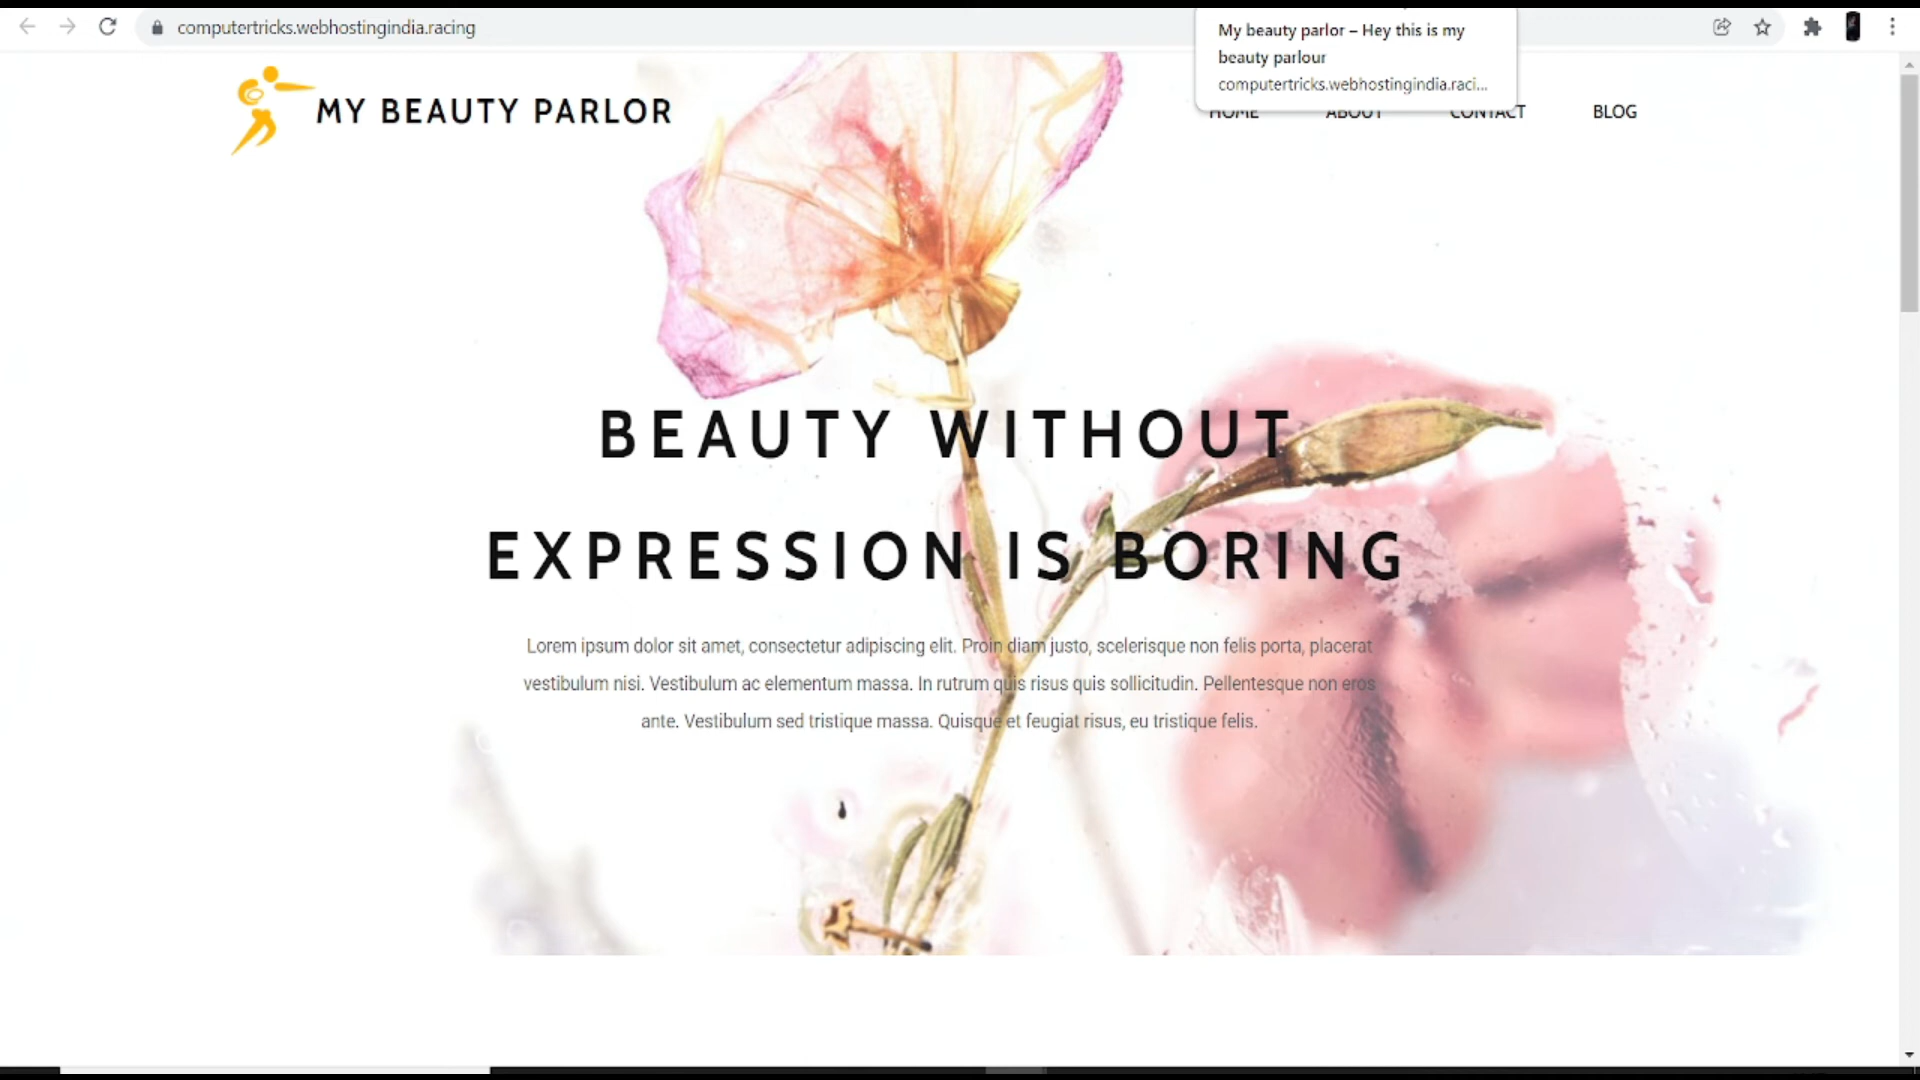 computertricks.webhostingindia.racing
My beauty parlor – Hey this is my
beauty parlour
computertricks.webhostingindia.raci...
MY BEAUTY PARLOR
HOME ABOUT CONTACT BLOG
BEAUTY WITHOUT
EXPRESSION IS BORING
Lorem ipsum dolor sit amet, consectetur adipiscing elit. Proin diam justo, scelerisque non felis porta, placerat
vestibulum nisi. Vestibulum ac elementum massa. In rutrum quis risus quis sollicitudin. Pellentesque non eros
ante. Vestibulum sed tristique massa. Quisque et feugiat risus, eu tristique felis.